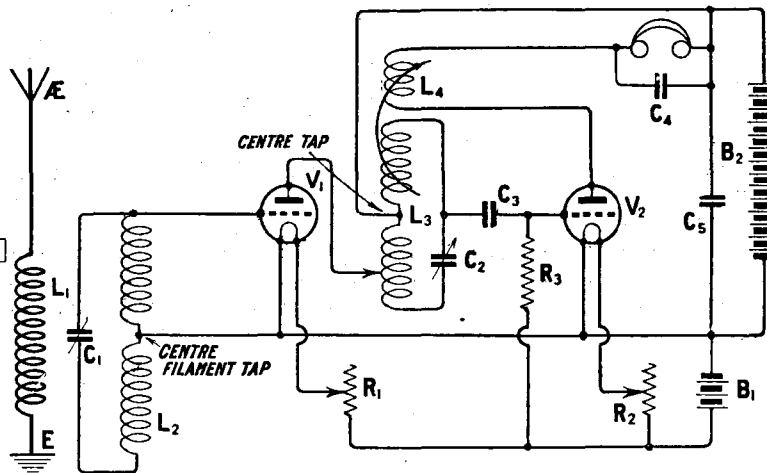 Æ
L1
E
C1
L2
CENTRE
FILAMENT TAP
CENTRE TAP
V1
L4
L3
C2
C3
R3
V2
R1
R2
C4
C5
B2
B1